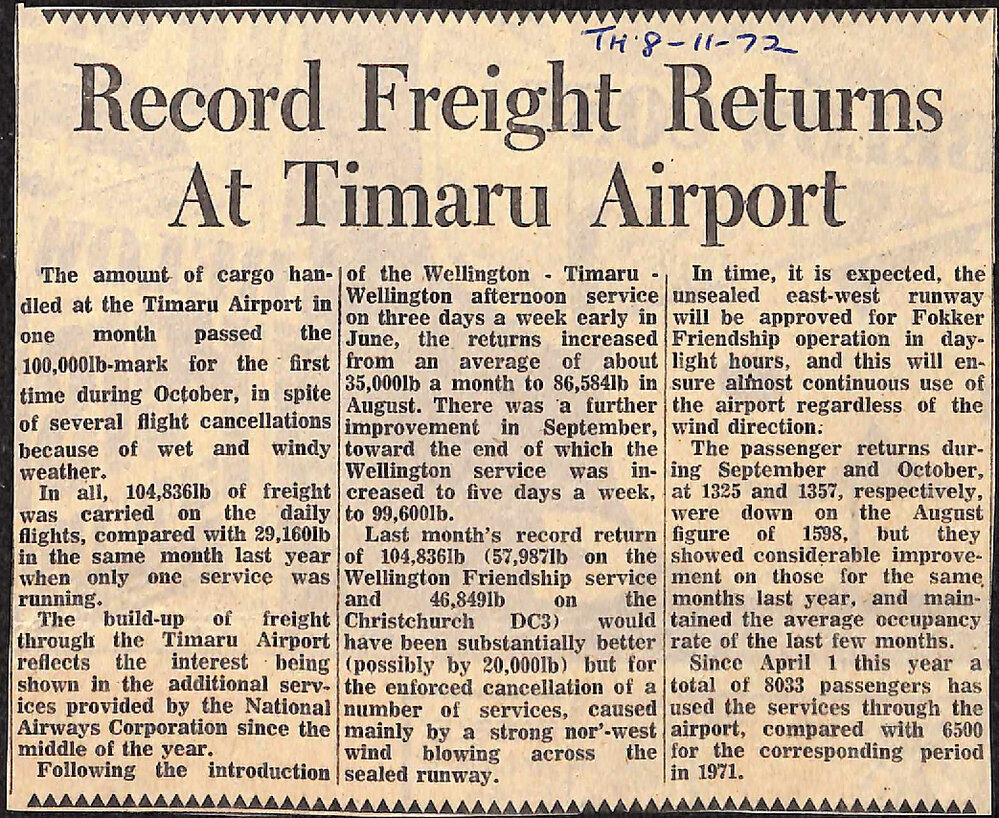 TH 8-11-72
Record Freight Returns
At Timaru Airport
The amount of cargo han-
dled at the Timaru Airport in
one month passed the
100,000lb-mark for the first
time during October, in spite
of several flight cancellations
because of wet and windy
weather.
In all, 104,836lb of freight
was carried on the daily
flights, compared with 29,160lb
in the same month last year
when only one service was
running.
The build-up of freight
through the Timaru Airport
reflects the interest being
shown in the additional serv-
ices provided by the National
Airways Corporation since the
middle of the year.
Following the introduction
of the Wellington - Timaru -
Wellington afternoon service
on three days a week early in
June, the returns increased
from an average of about
35,000lb a month to 86,584lb in
August. There was a further
improvement in September,
toward the end of which the
Wellington service was in-
creased to five days a week,
to 99,600lb.
Last month's record return
of 104,836lb (57,987lb on the
Wellington Friendship service
and 46,849lb on the
Christchurch DC3) would
have been substantially better
(possibly by 20,000lb) but for
the enforced cancellation of a
number of services, caused
mainly by a strong nor'-west
wind blowing across the
sealed runway.
In time, it is expected, the
unsealed east-west runway
will be approved for Fokker
Friendship operation in day-
light hours, and this will en-
sure almost continuous use of
the airport regardless of the
wind direction.
The passenger returns dur-
ing September and October,
at 1325 and 1357, respectively,
were down on the August
figure of 1598, but they
showed considerable improve-
ment on those for the same
months last year, and main-
tained the average occupancy
rate of the last few months.
Since April 1 this year a
total of 8033 passengers has
used the services through the
airport, compared with 6500
for the corresponding period
in 1971.